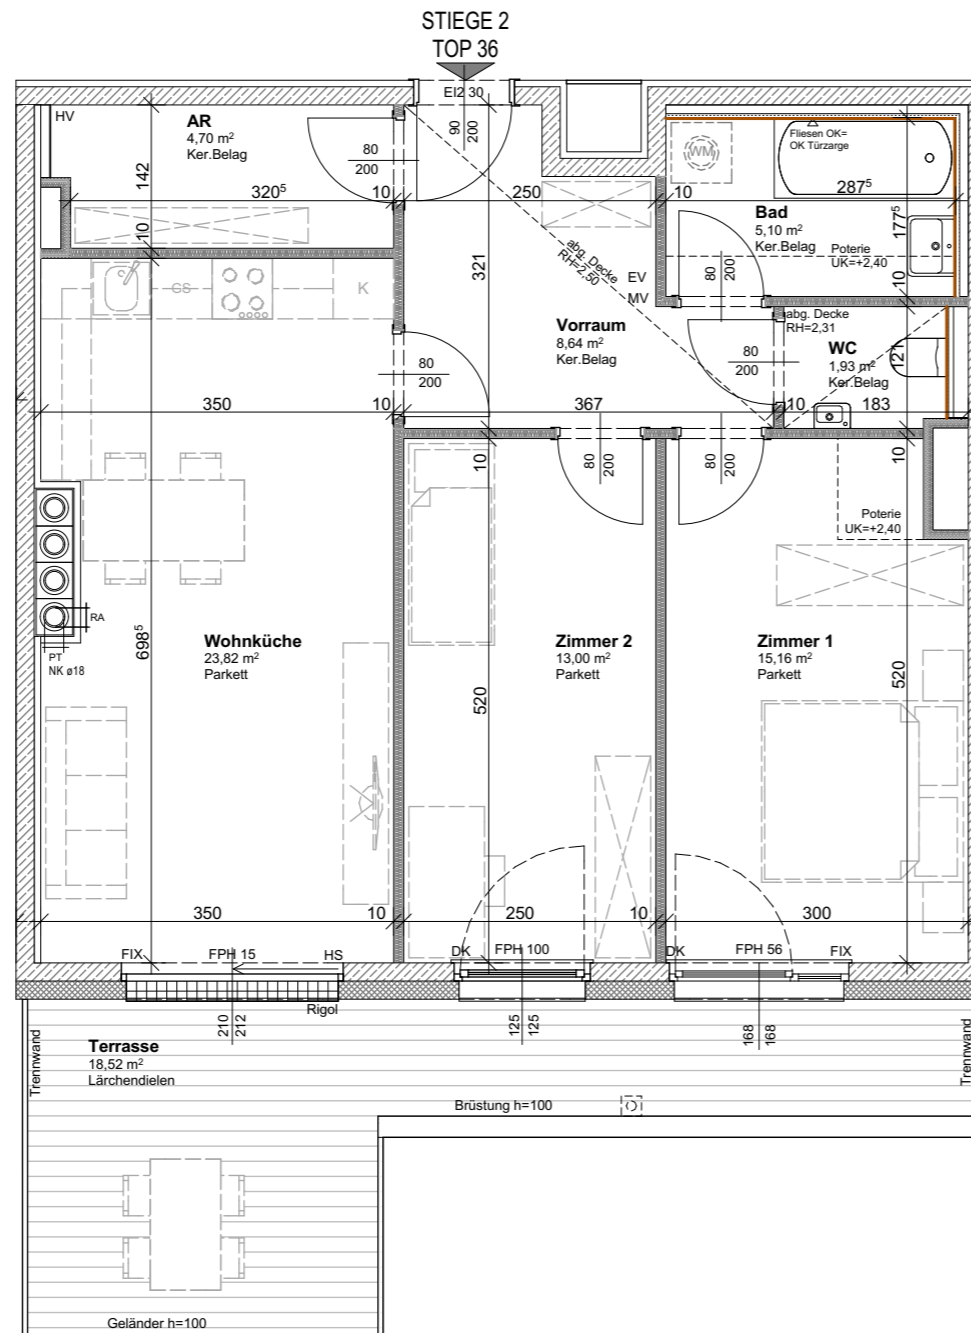 STIEGE 2
TOP 36
EI2 30
90
200
HV
AR
4,70 m²
Ker.Belag
80
200
142
320⁵
10
250
10
287⁵
WM
Fliesen OK=
OK Türzarge
Bad
5,10 m²
Ker.Belag
Poterie
UK=+2,40
177⁵
10
10
321
abg. Decke
RH=2,50
EV
MV
80
200
GS
K
Vorraum
8,64 m²
Ker.Belag
abg. Decke
RH=2,31
WC
1,93 m²
Ker.Belag
121
80
200
80
200
350
10
367
10
183
10
80
200
80
200
10
Poterie
UK=+2,40
RA
PT
NK ø18
698⁵
Wohnküche
23,82 m²
Parkett
Zimmer 2
13,00 m²
Parkett
Zimmer 1
15,16 m²
Parkett
520
520
350
10
250
10
300
FIX
FPH 15
HS
DK
FPH 100
DK
FPH 56
FIX
Rigol
210
212
125
125
168
168
Trennwand
Terrasse
18,52 m²
Lärchendielen
Trennwand
Brüstung h=100
Geländer h=100